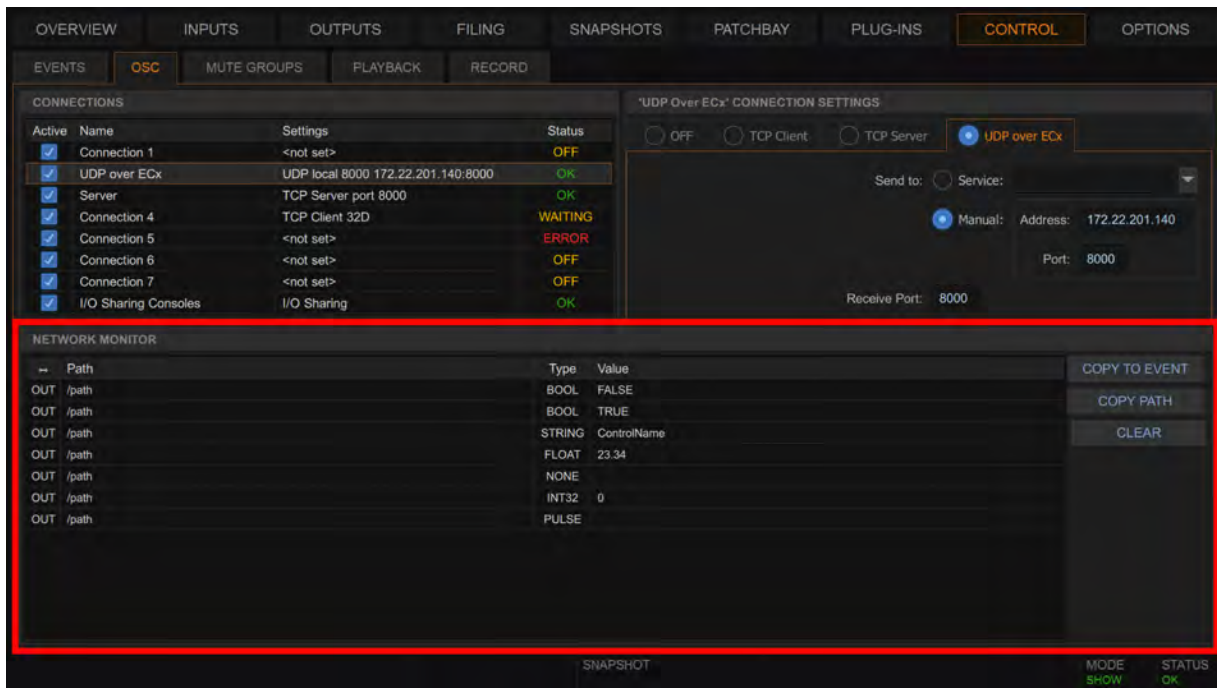 OVERVIEW INPUTS OUTPUTS FILING SNAPSHOTS PATCHBAY PLUG-INS CONTROL OPTIONS
EVENTS OSC MUTE GROUPS PLAYBACK RECORD
CONNECTIONS
Active Name Settings Status
Connection 1 <not set> OFF
UDP over ECx UDP local 8000 172.22.201.140:8000 OK
Server TCP Server port 8000 OK
Connection 4 TCP Client 32D WAITING
Connection 5 <not set> ERROR
Connection 6 <not set> OFF
Connection 7 <not set> OFF
I/O Sharing Consoles I/O Sharing OK
'UDP Over ECx' CONNECTION SETTINGS
OFF TCP Client TCP Server UDP over ECx
Send to: Service:
Manual: Address: 172.22.201.140
Port: 8000
Receive Port: 8000
NETWORK MONITOR
↔ Path Type Value
OUT /path BOOL FALSE
OUT /path BOOL TRUE
OUT /path STRING ControlName
OUT /path FLOAT 23.34
OUT /path NONE
OUT /path INT32 0
OUT /path PULSE
COPY TO EVENT
COPY PATH
CLEAR
SNAPSHOT MODE STATUS
SHOW OK